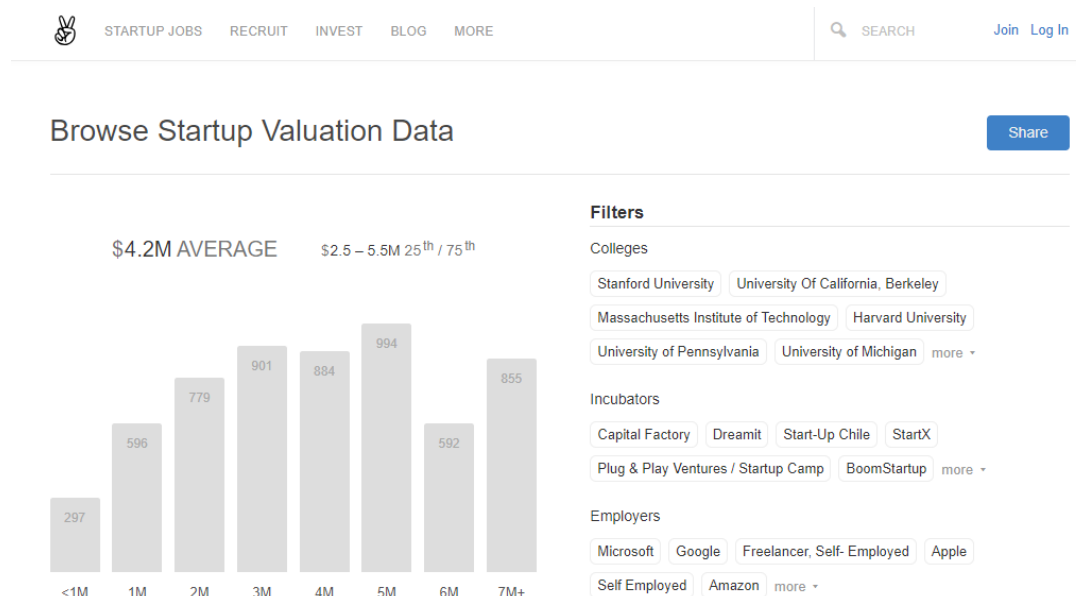 STARTUP JOBS RECRUIT INVEST BLOG MORE SEARCH Join Log In
Browse Startup Valuation Data
Share
$4.2M AVERAGE $2.5 – 5.5M 25th / 75th
297
596
779
901
884
994
592
855
<1M 1M 2M 3M 4M 5M 6M 7M+
Filters
Colleges
Stanford University University Of California, Berkeley
Massachusetts Institute of Technology Harvard University
University of Pennsylvania University of Michigan more
Incubators
Capital Factory Dreamit Start-Up Chile StartX
Plug & Play Ventures / Startup Camp BoomStartup more
Employers
Microsoft Google Freelancer, Self- Employed Apple
Self Employed Amazon more